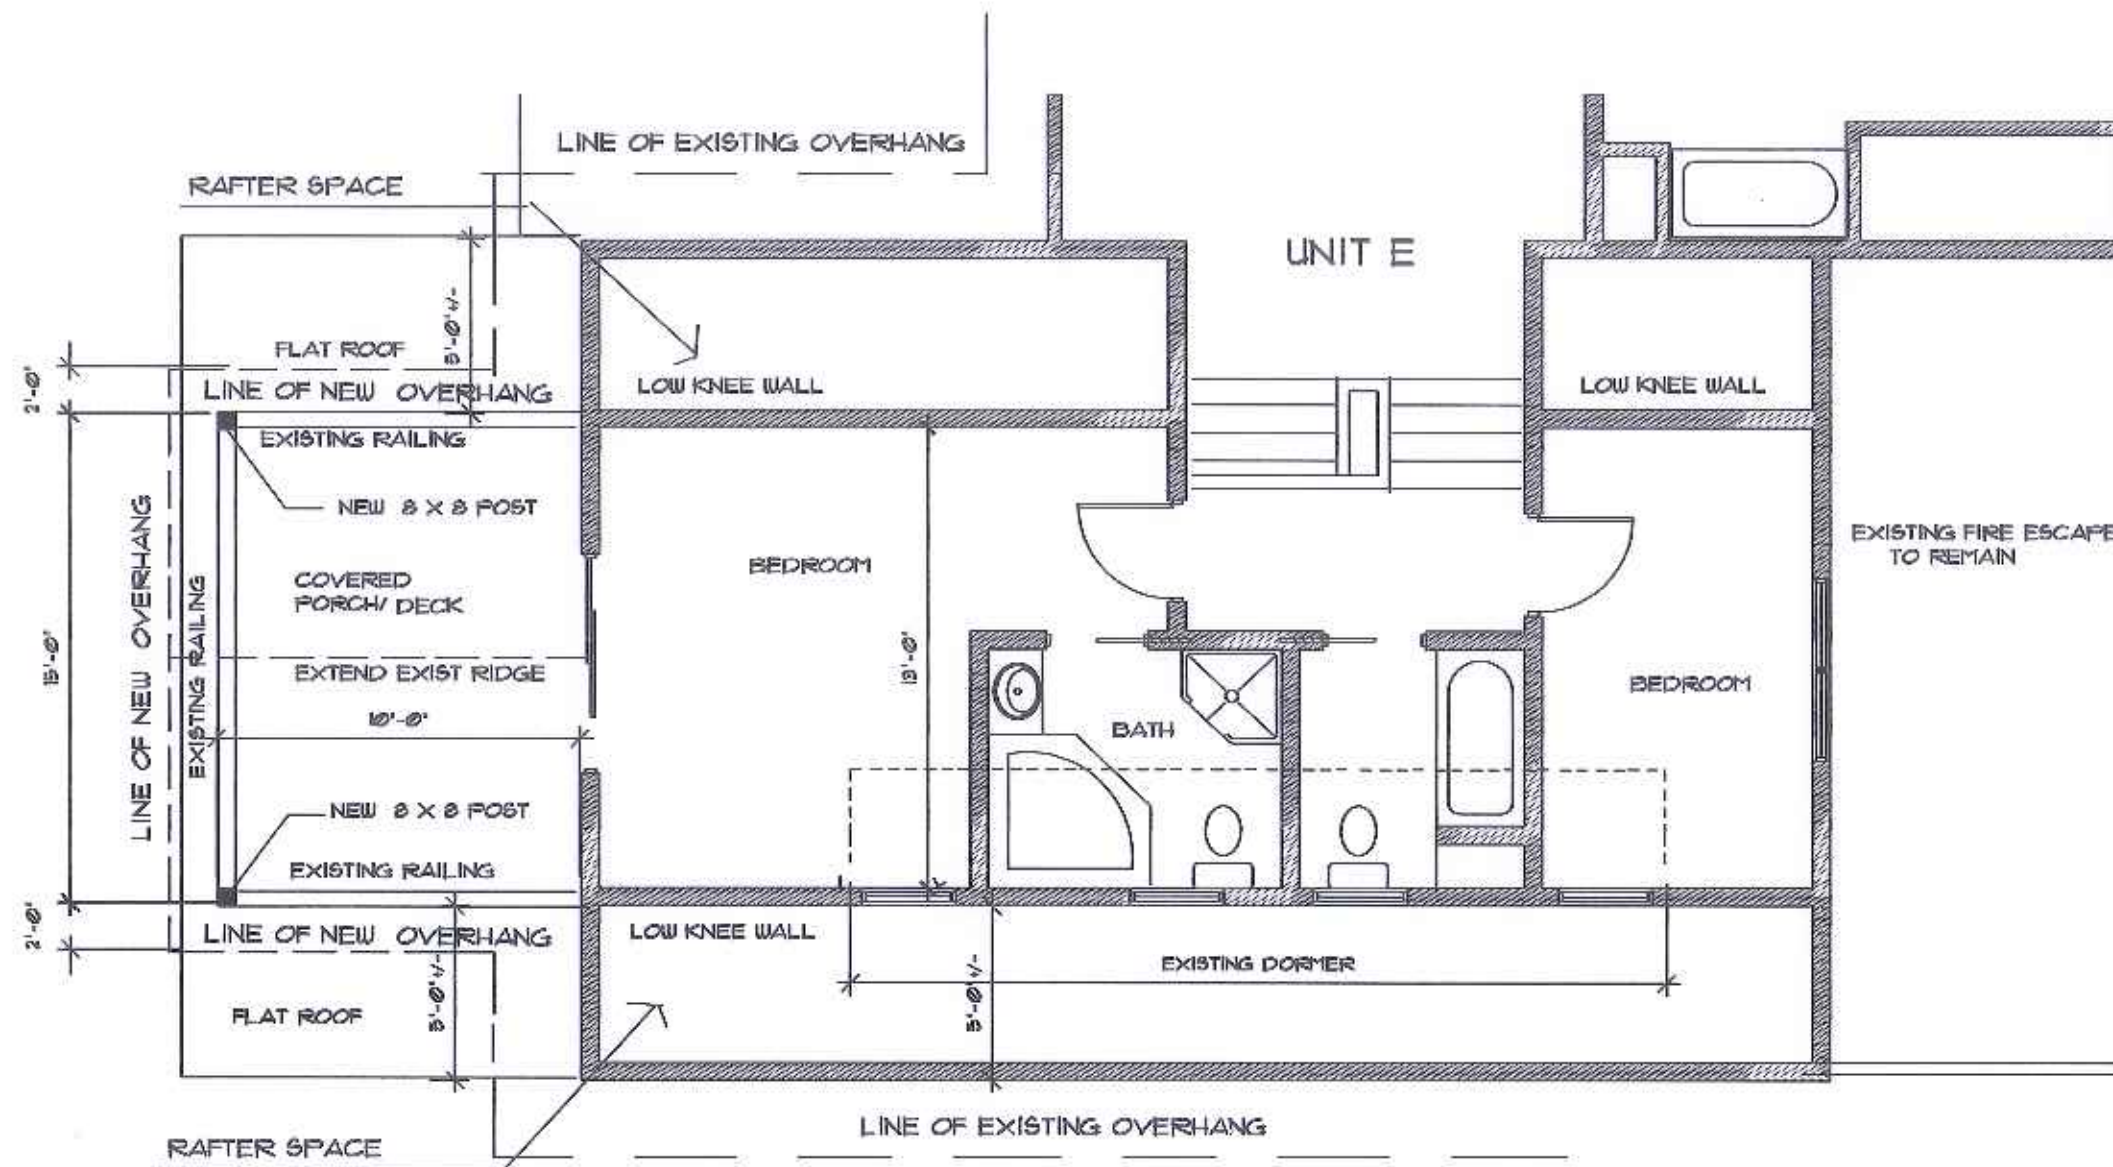 LINE OF EXISTING OVERHANG
RAFTER SPACE
UNIT E
5'-0" +/-
FLAT ROOF
2'-0"
LINE OF NEW OVERHANG
LOW KNEE WALL
LOW KNEE WALL
EXISTING RAILING
NEW 8 X 8 POST
LINE OF NEW OVERHANG
EXISTING RAILING
COVERED
PORCH/ DECK
BEDROOM
EXISTING FIRE ESCAPE
TO REMAIN
15'-0"
EXTEND EXIST RIDGE
13'-0"
10'-0"
BATH
BEDROOM
NEW 8 X 8 POST
EXISTING RAILING
2'-0"
LINE OF NEW OVERHANG
LOW KNEE WALL
EXISTING DORMER
5'-0" +/-
5'-0" +/-
FLAT ROOF
LINE OF EXISTING OVERHANG
RAFTER SPACE